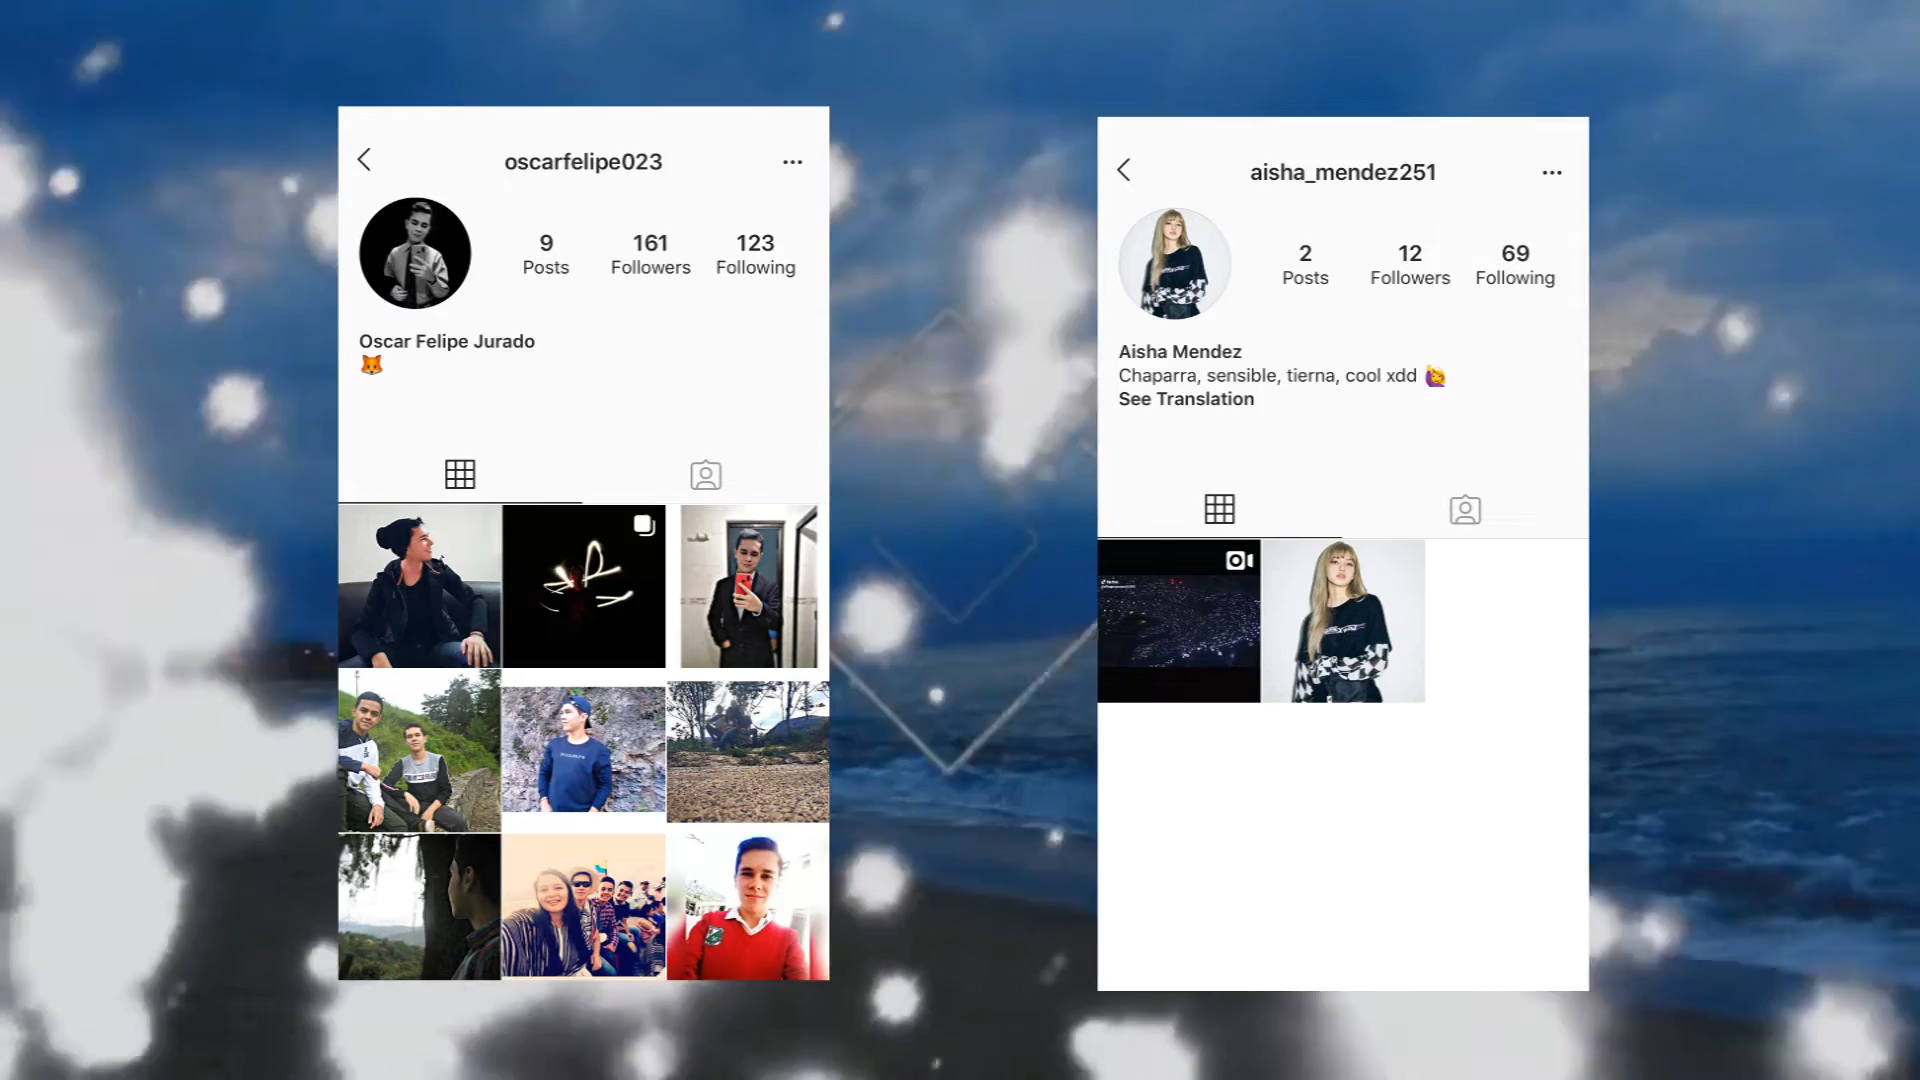 oscarfelipe023
9 161 123
Posts Followers Following
Oscar Felipe Jurado
aisha_mendez251
2 12 69
Posts Followers Following
Aisha Mendez
Chaparra, sensible, tierna, cool xdd 🙋
See Translation